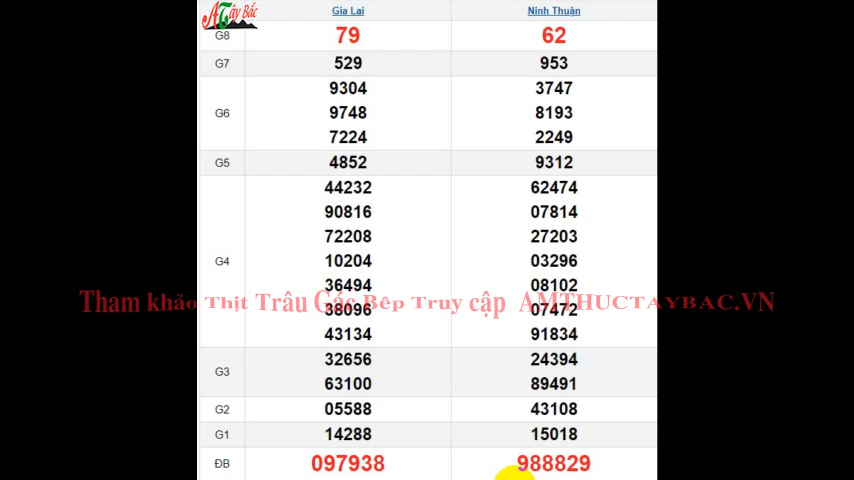 ATây Bắc
Gia Lai Ninh Thuận
G8 79 62
G7 529 953
9304 3747
G6 9748 8193
7224 2249
G5 4852 9312
44232 62474
90816 07814
72208 27203
G4 10204 03296
36494 08102
Tham khảo Thịt Trâu Gác Bếp Truy cập AMTHUCTAYBAC.VN
38096 07472
43134 91834
G3 32656 24394
63100 89491
G2 05588 43108
G1 14288 15018
ĐB 097938 988829